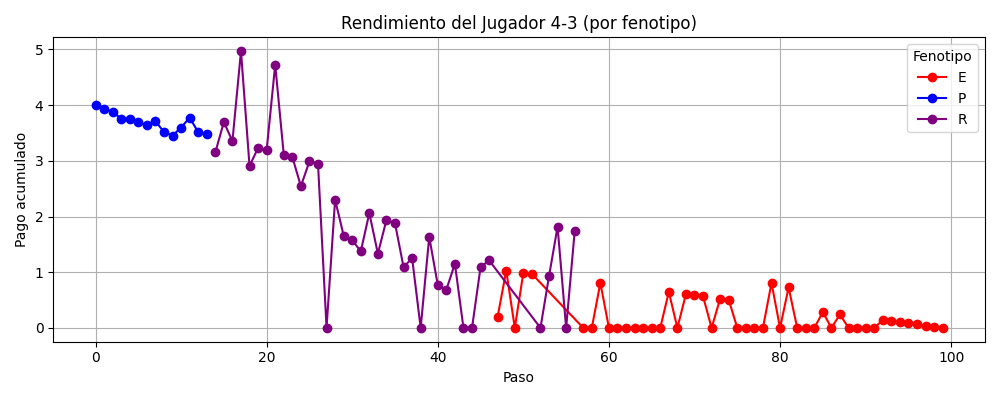 Rendimiento del Jugador 4-3 (por fenotipo)
Pago acumulado
5
4
3
2
1
0
Fenotipo
E
P
R
0 20 40 60 80 100
Paso